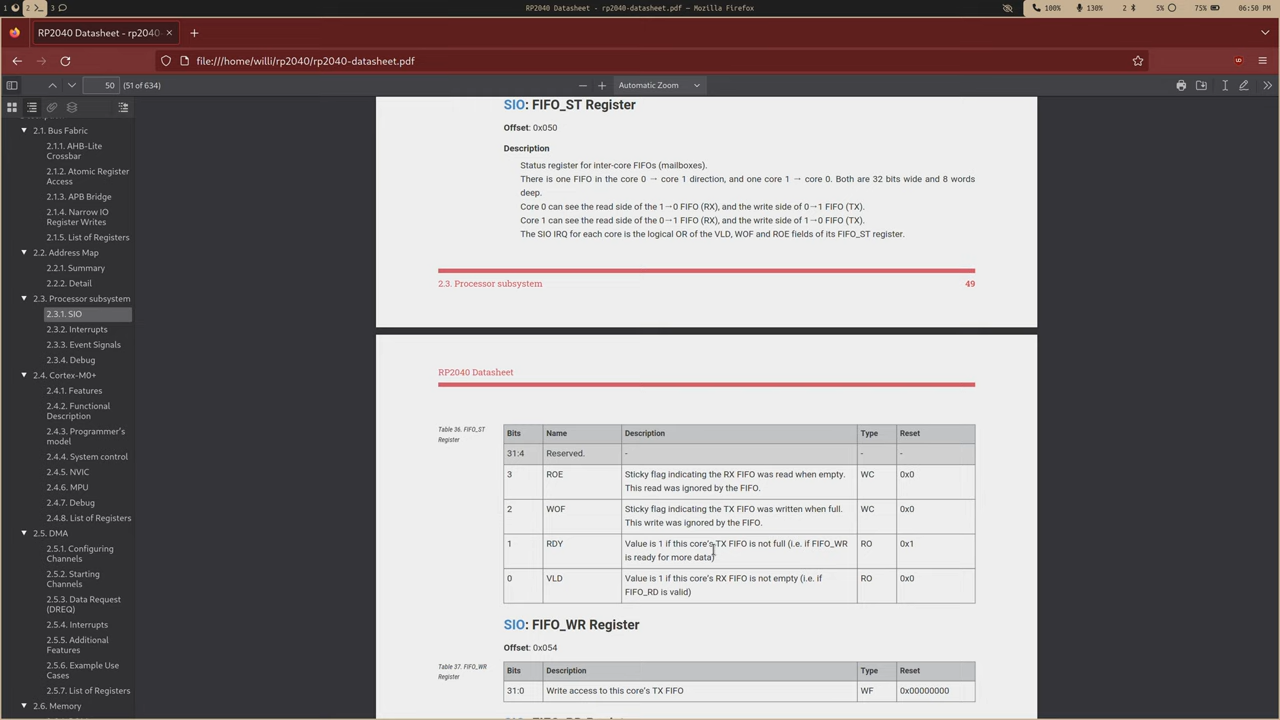 1 2 3
RP2040 Datasheet - rp2040-datasheet.pdf — Mozilla Firefox
100% 130% 2 5% 75% 06:50 PM
RP2040 Datasheet - rp2040-datasheet.pdf
file:///home/willi/rp2040/rp2040-datasheet.pdf
50 (51 of 634)
Automatic Zoom
2.1. Bus Fabric
2.1.1. AHB-Lite
Crossbar
2.1.2. Atomic Register
Access
2.1.3. APB Bridge
2.1.4. Narrow IO
Register Writes
2.1.5. List of Registers
2.2. Address Map
2.2.1. Summary
2.2.2. Detail
2.3. Processor subsystem
2.3.1. SIO
2.3.2. Interrupts
2.3.3. Event Signals
2.3.4. Debug
2.4. Cortex-M0+
2.4.1. Features
2.4.2. Functional
Description
2.4.3. Programmer's
model
2.4.4. System control
2.4.5. NVIC
2.4.6. MPU
2.4.7. Debug
2.4.8. List of Registers
2.5. DMA
2.5.1. Configuring
Channels
2.5.2. Starting
Channels
2.5.3. Data Request
(DREQ)
2.5.4. Interrupts
2.5.5. Additional
Features
2.5.6. Example Use
Cases
2.5.7. List of Registers
2.6. Memory
SIO: FIFO_ST Register
Offset: 0x050
Description
Status register for inter-core FIFOs (mailboxes).
There is one FIFO in the core 0 → core 1 direction, and one core 1 → core 0. Both are 32 bits wide and 8 words
deep.
Core 0 can see the read side of the 1→0 FIFO (RX), and the write side of 0→1 FIFO (TX).
Core 1 can see the read side of the 0→1 FIFO (RX), and the write side of 1→0 FIFO (TX).
The SIO IRQ for each core is the logical OR of the VLD, WOF and ROE fields of its FIFO_ST register.
2.3. Processor subsystem 49
RP2040 Datasheet
Table 36. FIFO_ST
Register
Bits Name Description Type Reset
31:4 Reserved. - - -
3 ROE Sticky flag indicating the RX FIFO was read when empty. WC 0x0
This read was ignored by the FIFO.
2 WOF Sticky flag indicating the TX FIFO was written when full. WC 0x0
This write was ignored by the FIFO.
1 RDY Value is 1 if this core's TX FIFO is not full (i.e. if FIFO_WR RO 0x1
is ready for more data)
0 VLD Value is 1 if this core's RX FIFO is not empty (i.e. if RO 0x0
FIFO_RD is valid)
SIO: FIFO_WR Register
Offset: 0x054
Table 37. FIFO_WR
Register
Bits Description Type Reset
31:0 Write access to this core's TX FIFO WF 0x00000000